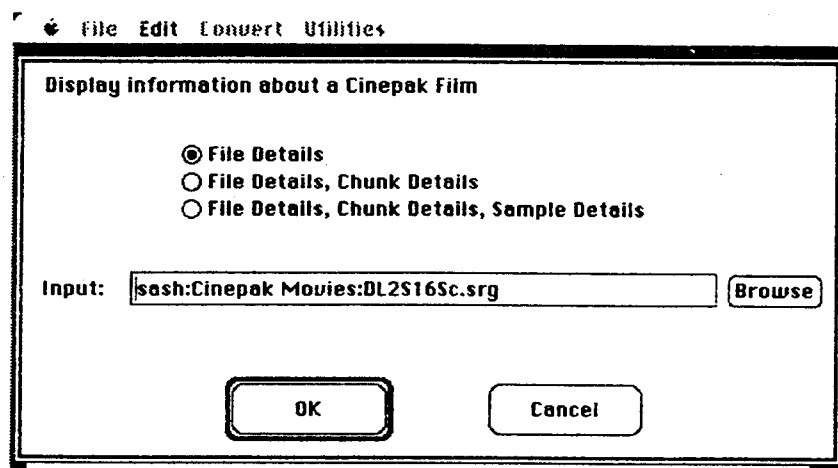 File Edit Convert Utilities
Display information about a Cinepak Film
File Details
File Details, Chunk Details
File Details, Chunk Details, Sample Details
Input: sash:Cinepak Movies:DL2S16Sc.srg Browse
OK Cancel